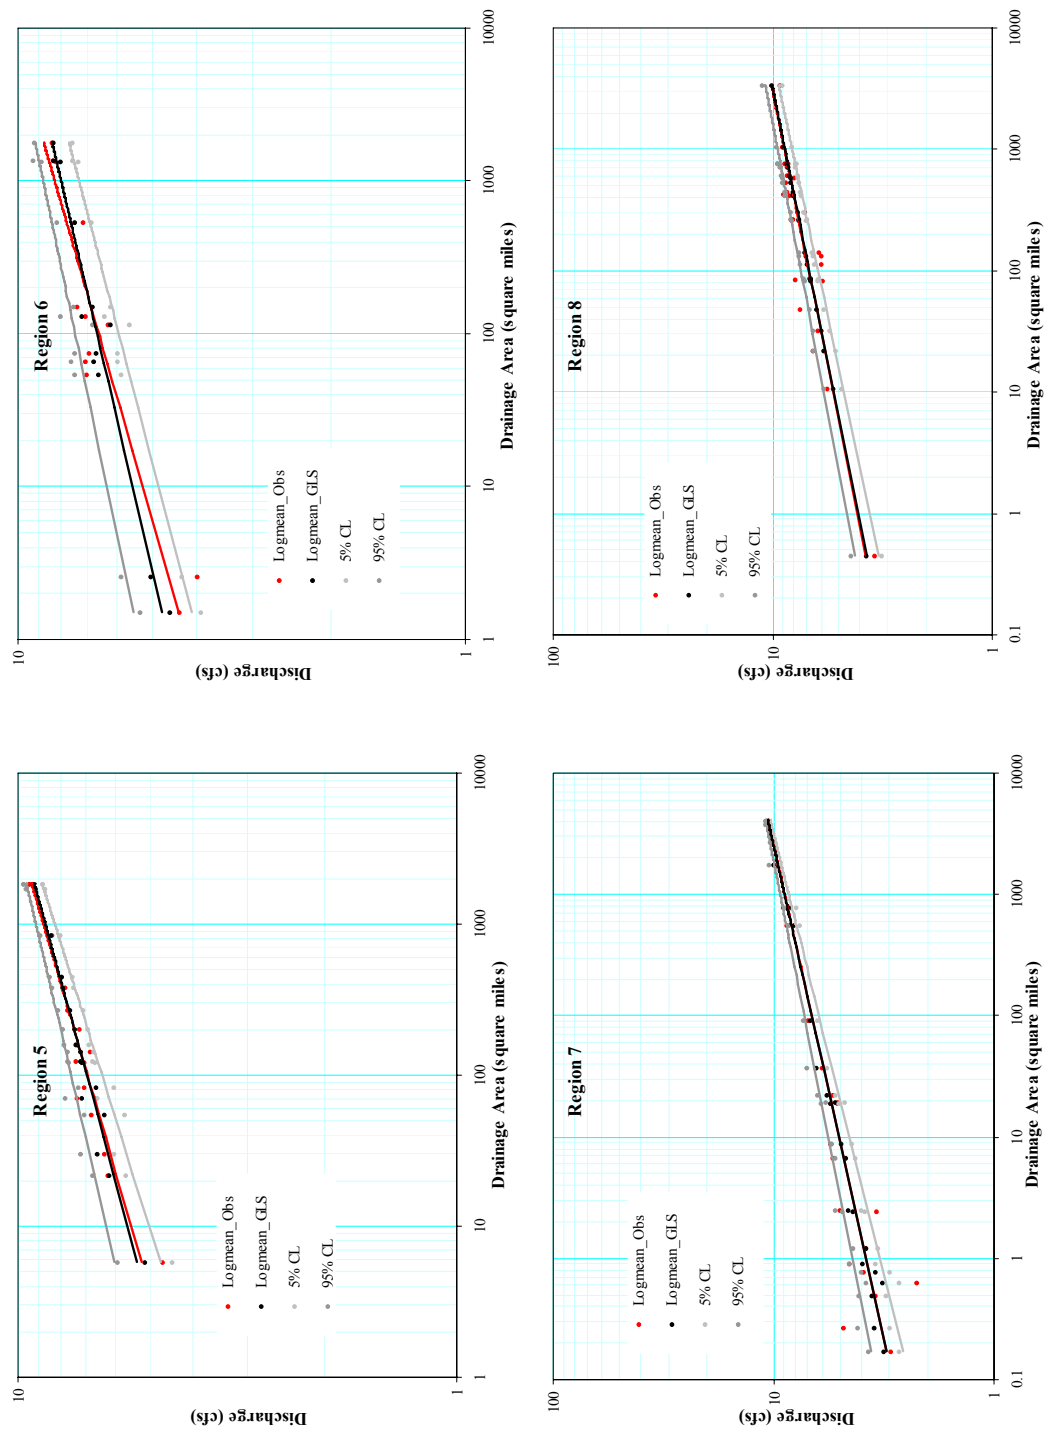 Region 5
10
1
Discharge (cfs)
Logmean_Obs
Logmean_GLS
5% CL
95% CL
1
10
100
1000
10000
Drainage Area (square miles)
Region 6
10
1
Discharge (cfs)
Logmean_Obs
Logmean_GLS
5% CL
95% CL
1
10
100
1000
10000
Drainage Area (square miles)
Region 7
100
10
1
Discharge (cfs)
Logmean_Obs
Logmean_GLS
5% CL
95% CL
0.1
1
10
100
1000
10000
Drainage Area (square miles)
Region 8
100
10
1
Discharge (cfs)
Logmean_Obs
Logmean_GLS
5% CL
95% CL
0.1
1
10
100
1000
10000
Drainage Area (square miles)